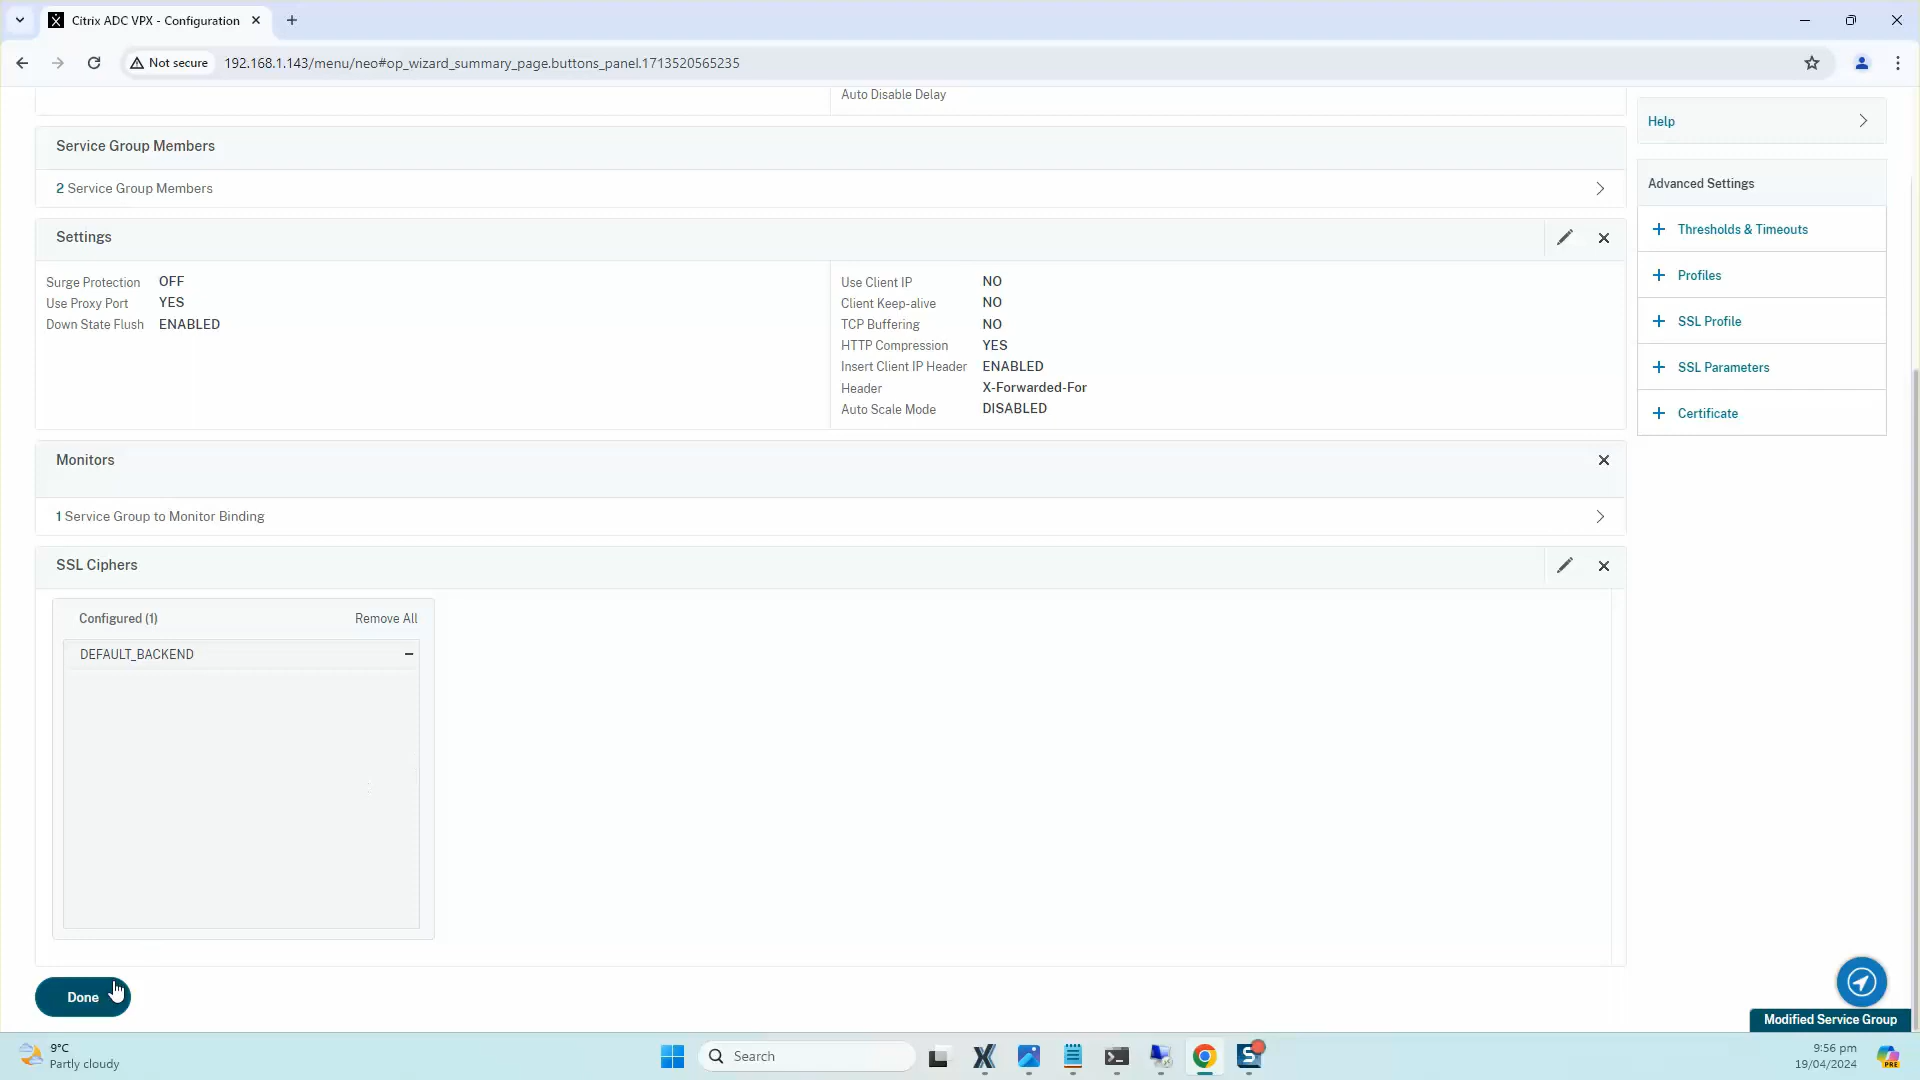 Citrix ADC VPX - Configuration
Not secure
192.168.1.143/menu/neo#op_wizard_summary_page.buttons_panel.1713520565235
Auto Disable Delay
Service Group Members
2 Service Group Members
Settings
Surge Protection OFF
Use Proxy Port YES
Down State Flush ENABLED
Use Client IP NO
Client Keep-alive NO
TCP Buffering NO
HTTP Compression YES
Insert Client IP Header ENABLED
Header X-Forwarded-For
Auto Scale Mode DISABLED
Monitors
1 Service Group to Monitor Binding
SSL Ciphers
Configured (1) Remove All
DEFAULT_BACKEND
Done
Help
Advanced Settings
Thresholds & Timeouts
Profiles
SSL Profile
SSL Parameters
Certificate
Modified Service Group
9°C
Partly cloudy
Search
9:56 pm
19/04/2024
PRE